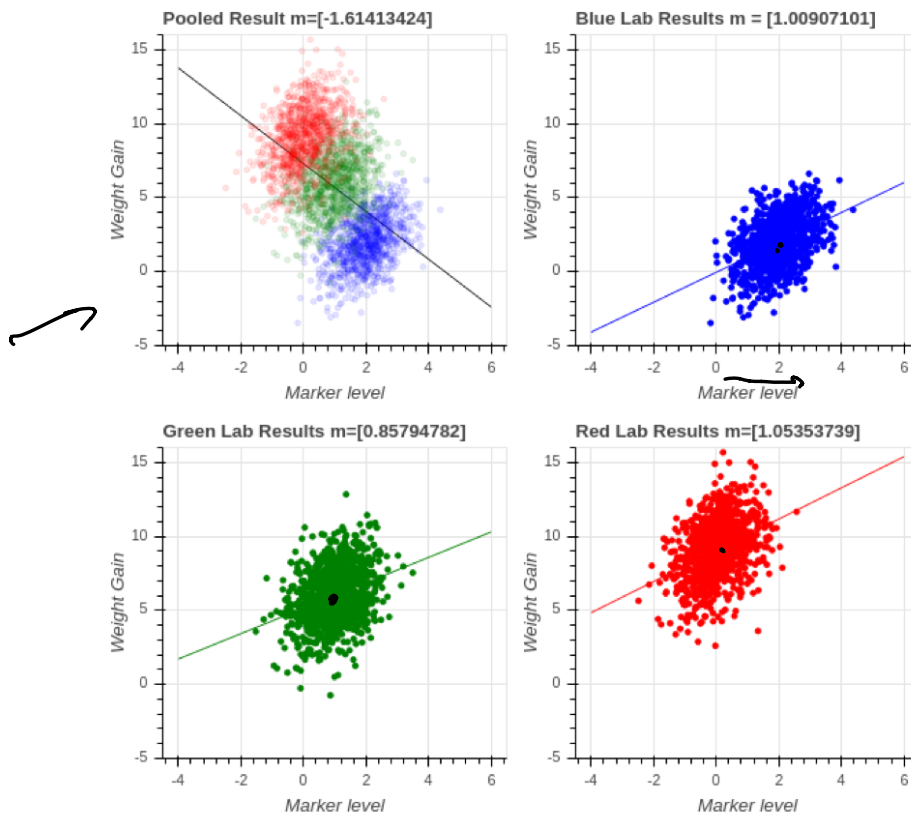 Pooled Result m=[-1.61413424]
15
10
5
0
-5
Weight Gain
-4 -2 0 2 4 6
Marker level
Blue Lab Results m = [1.00907101]
15
10
5
0
-5
Weight Gain
-4 -2 0 2 4 6
Marker level
Green Lab Results m=[0.85794782]
15
10
5
0
-5
Weight Gain
-4 -2 0 2 4 6
Marker level
Red Lab Results m=[1.05353739]
15
10
5
0
-5
Weight Gain
-4 -2 0 2 4 6
Marker level